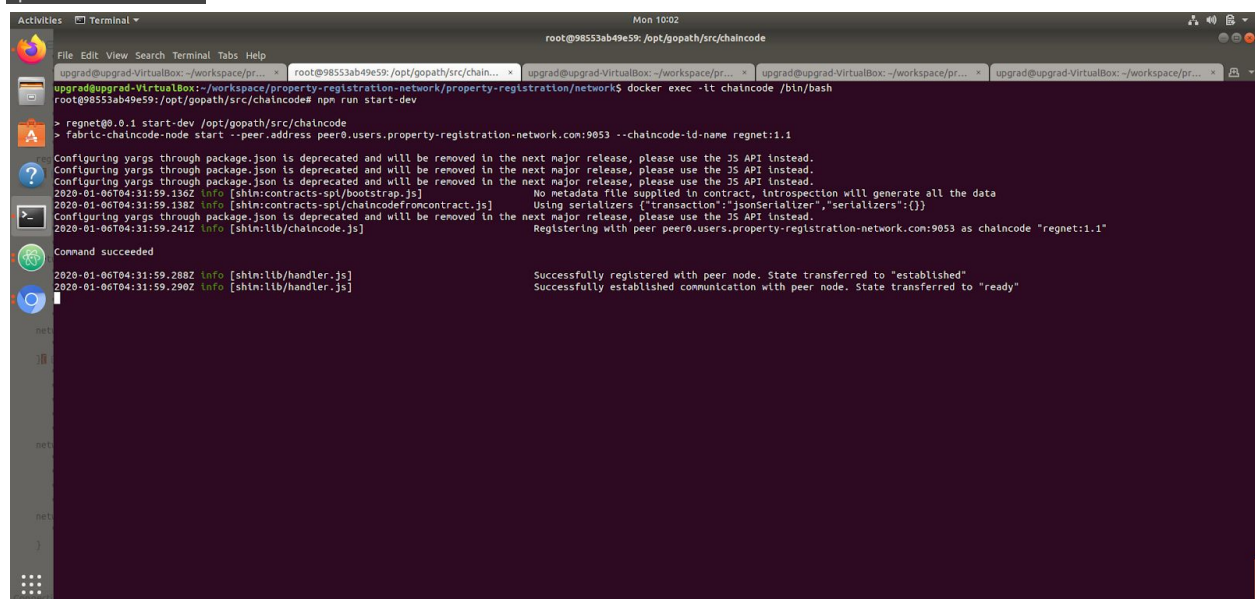 Activities Terminal Mon 10:02
root@98553ab49e59: /opt/gopath/src/chaincode
File Edit View Search Terminal Tabs Help
upgrad@upgrad-VirtualBox: ~/workspace/pr... × root@98553ab49e59: /opt/gopath/src/chain... × upgrad@upgrad-VirtualBox: ~/workspace/pr... × upgrad@upgrad-VirtualBox: ~/workspace/pr... × upgrad@upgrad-VirtualBox: ~/workspace/pr... ×
upgrad@upgrad-VirtualBox:~/workspace/property-registration-network/property-registration/network$ docker exec -it chaincode /bin/bash
root@98553ab49e59:/opt/gopath/src/chaincode# npm run start-dev
> regnet@0.0.1 start-dev /opt/gopath/src/chaincode
> fabric-chaincode-node start --peer.address peer0.users.property-registration-network.com:9053 --chaincode-id-name regnet:1.1
Configuring yargs through package.json is deprecated and will be removed in the next major release, please use the JS API instead.
Configuring yargs through package.json is deprecated and will be removed in the next major release, please use the JS API instead.
Configuring yargs through package.json is deprecated and will be removed in the next major release, please use the JS API instead.
2020-01-06T04:31:59.136Z info [shim:contracts-spi/bootstrap.js] No metadata file supplied in contract, introspection will generate all the data
2020-01-06T04:31:59.138Z info [shim:contracts-spi/chaincodefromcontract.js] Using serializers {"transaction":"jsonSerializer","serializers":{}}
Configuring yargs through package.json is deprecated and will be removed in the next major release, please use the JS API instead.
2020-01-06T04:31:59.241Z info [shim:lib/chaincode.js] Registering with peer peer0.users.property-registration-network.com:9053 as chaincode "regnet:1.1"
Command succeeded
2020-01-06T04:31:59.288Z info [shim:lib/handler.js] Successfully registered with peer node. State transferred to "established"
2020-01-06T04:31:59.290Z info [shim:lib/handler.js] Successfully established communication with peer node. State transferred to "ready"
net
net
net